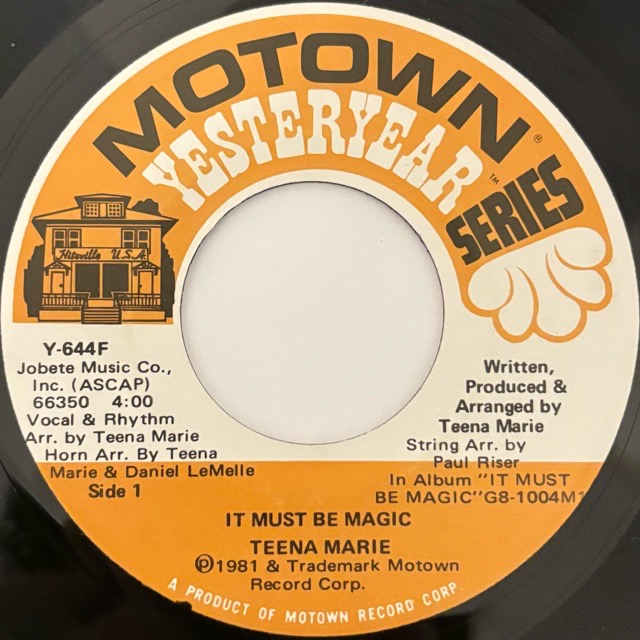 MOTOWN®
YESTERYEAR™
SERIES
Hitsville U.S.A.
Y-644F
Jobete Music Co.,
Inc. (ASCAP)
66350 4:00
Vocal & Rhythm
Arr. by Teena Marie
Horn Arr. By Teena
Marie & Daniel LeMelle
Side 1
Written,
Produced &
Arranged by
Teena Marie
String Arr. by
Paul Riser
In Album "IT MUST
BE MAGIC"G8-1004M1
IT MUST BE MAGIC
TEENA MARIE
℗1981 & Trademark Motown
Record Corp.
A PRODUCT OF MOTOWN RECORD CORP.